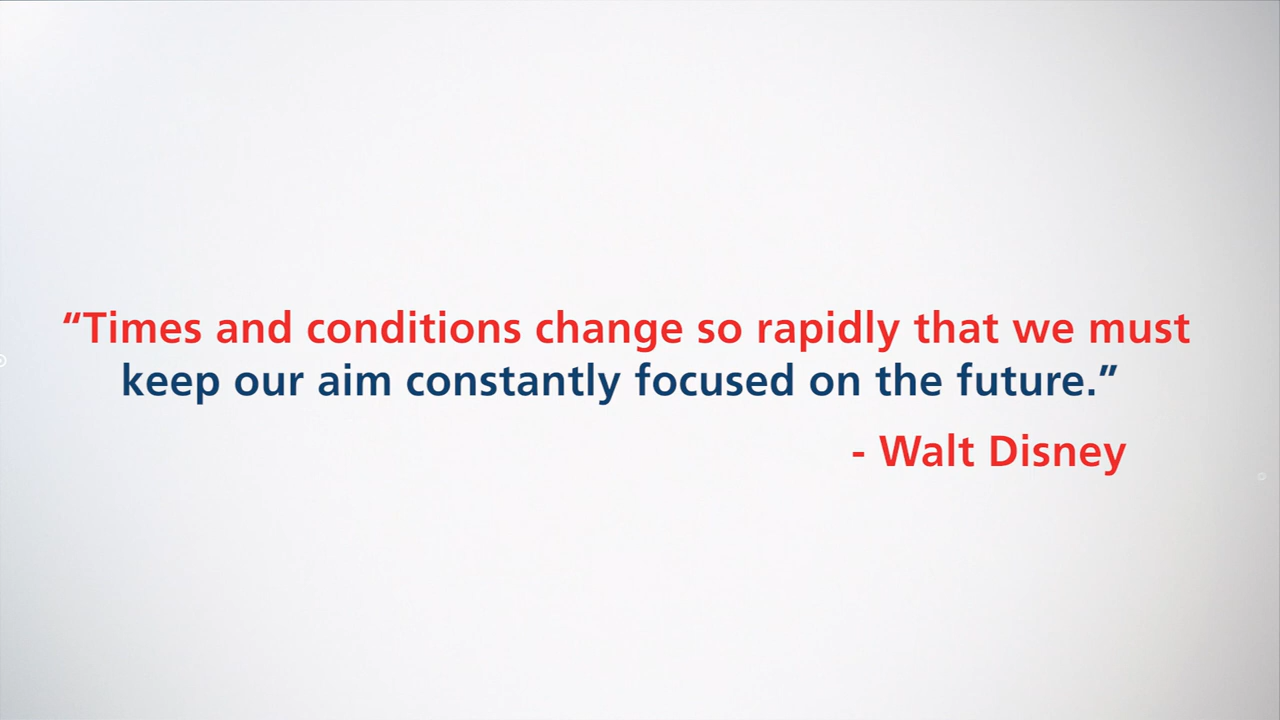 “Times and conditions change so rapidly that we must
keep our aim constantly focused on the future.”
- Walt Disney